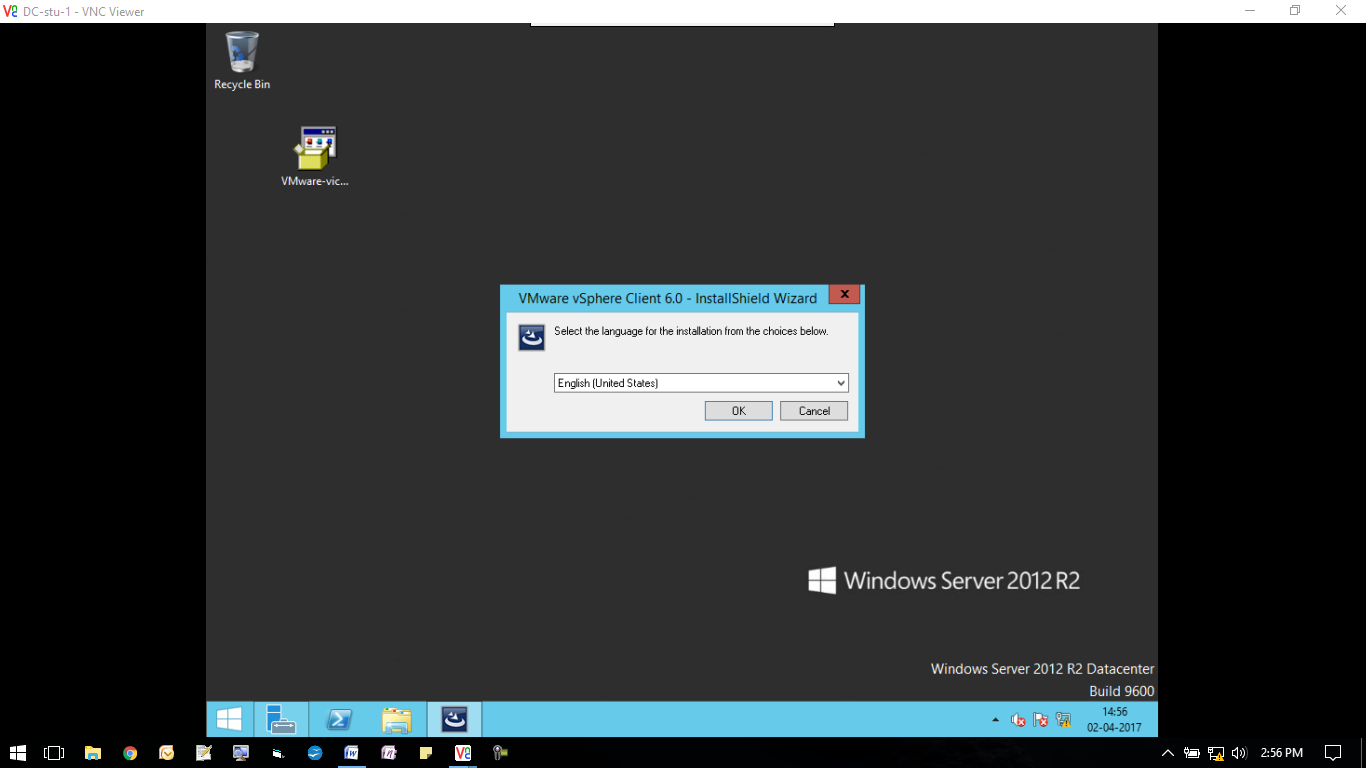 DC-stu-1 - VNC Viewer
Recycle Bin
VMware-vic...
VMware vSphere Client 6.0 - InstallShield Wizard
Select the language for the installation from the choices below.
English (United States)
OK
Cancel
Windows Server 2012 R2
Windows Server 2012 R2 Datacenter
Build 9600
14:56
02-04-2017
2:56 PM